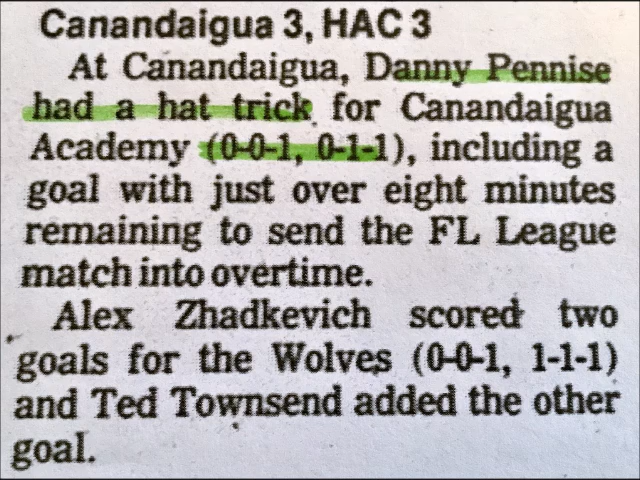 Canandaigua 3, HAC 3
At Canandaigua, Danny Pennise
had a hat trick for Canandaigua
Academy (0-0-1, 0-1-1), including a
goal with just over eight minutes
remaining to send the FL League
match into overtime.
Alex Zhadkevich scored two
goals for the Wolves (0-0-1, 1-1-1)
and Ted Townsend added the other
goal.